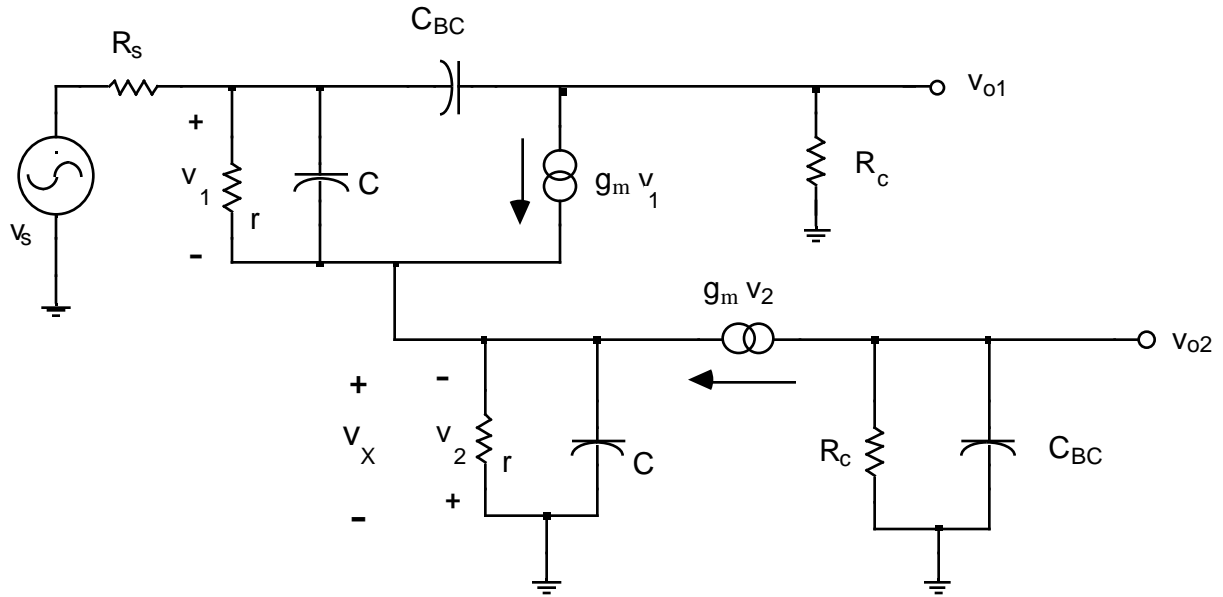 C_BC
R_s
v_o1
+
v_1
-
r
C
g_m v_1
R_c
v_s
g_m v_2
v_o2
+
v_X
-
-
v_2
+
r
C
R_c
C_BC